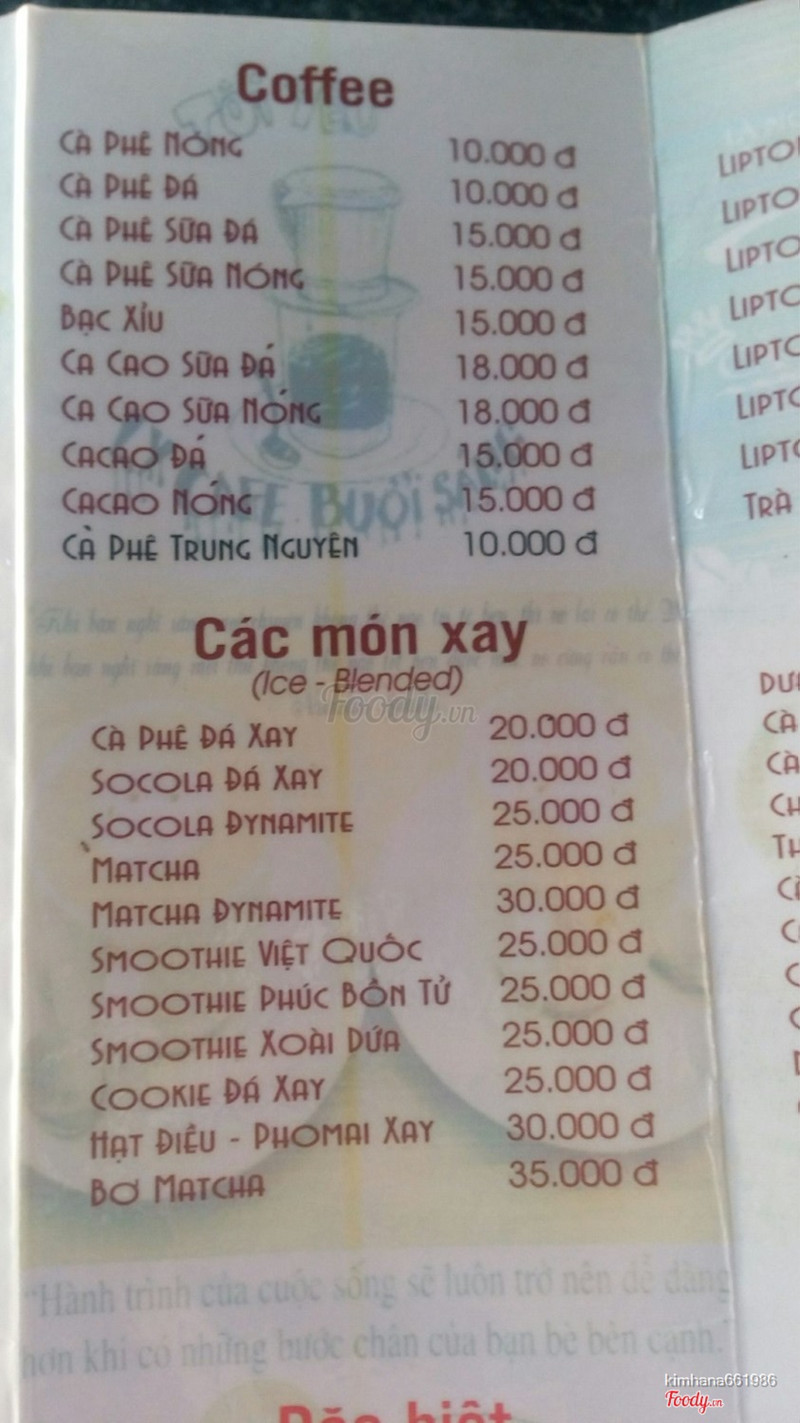 Coffee
CÀ PHÊ NÓNG 10.000 đ
CÀ PHÊ ĐÁ 10.000 đ
CÀ PHÊ SỮA ĐÁ 15.000 đ
CÀ PHÊ SỮA NÓNG 15.000 đ
BẠC XỈU 15.000 đ
CA CAO SỮA ĐÁ 18.000 đ
CA CAO SỮA NÓNG 18.000 đ
CACAO ĐÁ 15.000 đ
CACAO NÓNG 15.000 đ
CAFE BUỔI SÁNG
CÀ PHÊ TRUNG NGUYÊN 10.000 đ
Các món xay
(Ice - Blended)
Foody.vn
CÀ PHÊ ĐÁ XAY 20.000 đ
SOCOLA ĐÁ XAY 20.000 đ
SOCOLA DYNAMITE 25.000 đ
MATCHA 25.000 đ
MATCHA DYNAMITE 30.000 đ
SMOOTHIE VIỆT QUỐC 25.000 đ
SMOOTHIE PHÚC BỒN TỬ 25.000 đ
SMOOTHIE XOÀI DỨA 25.000 đ
COOKIE ĐÁ XAY 25.000 đ
HẠT ĐIỀU - PHOMAI XAY 30.000 đ
BƠ MATCHA 35.000 đ
"Hành trình của cuộc sống sẽ luôn trở nên dễ dàng
hơn khi có những bước chân của bạn bè bên cạnh."
LIPTO
LIPTO
LIPTO
LIPTO
LIPTO
LIPTO
LIPTO
TRÀ
CÀ
CÀ
kimhana661986
Foody.vn